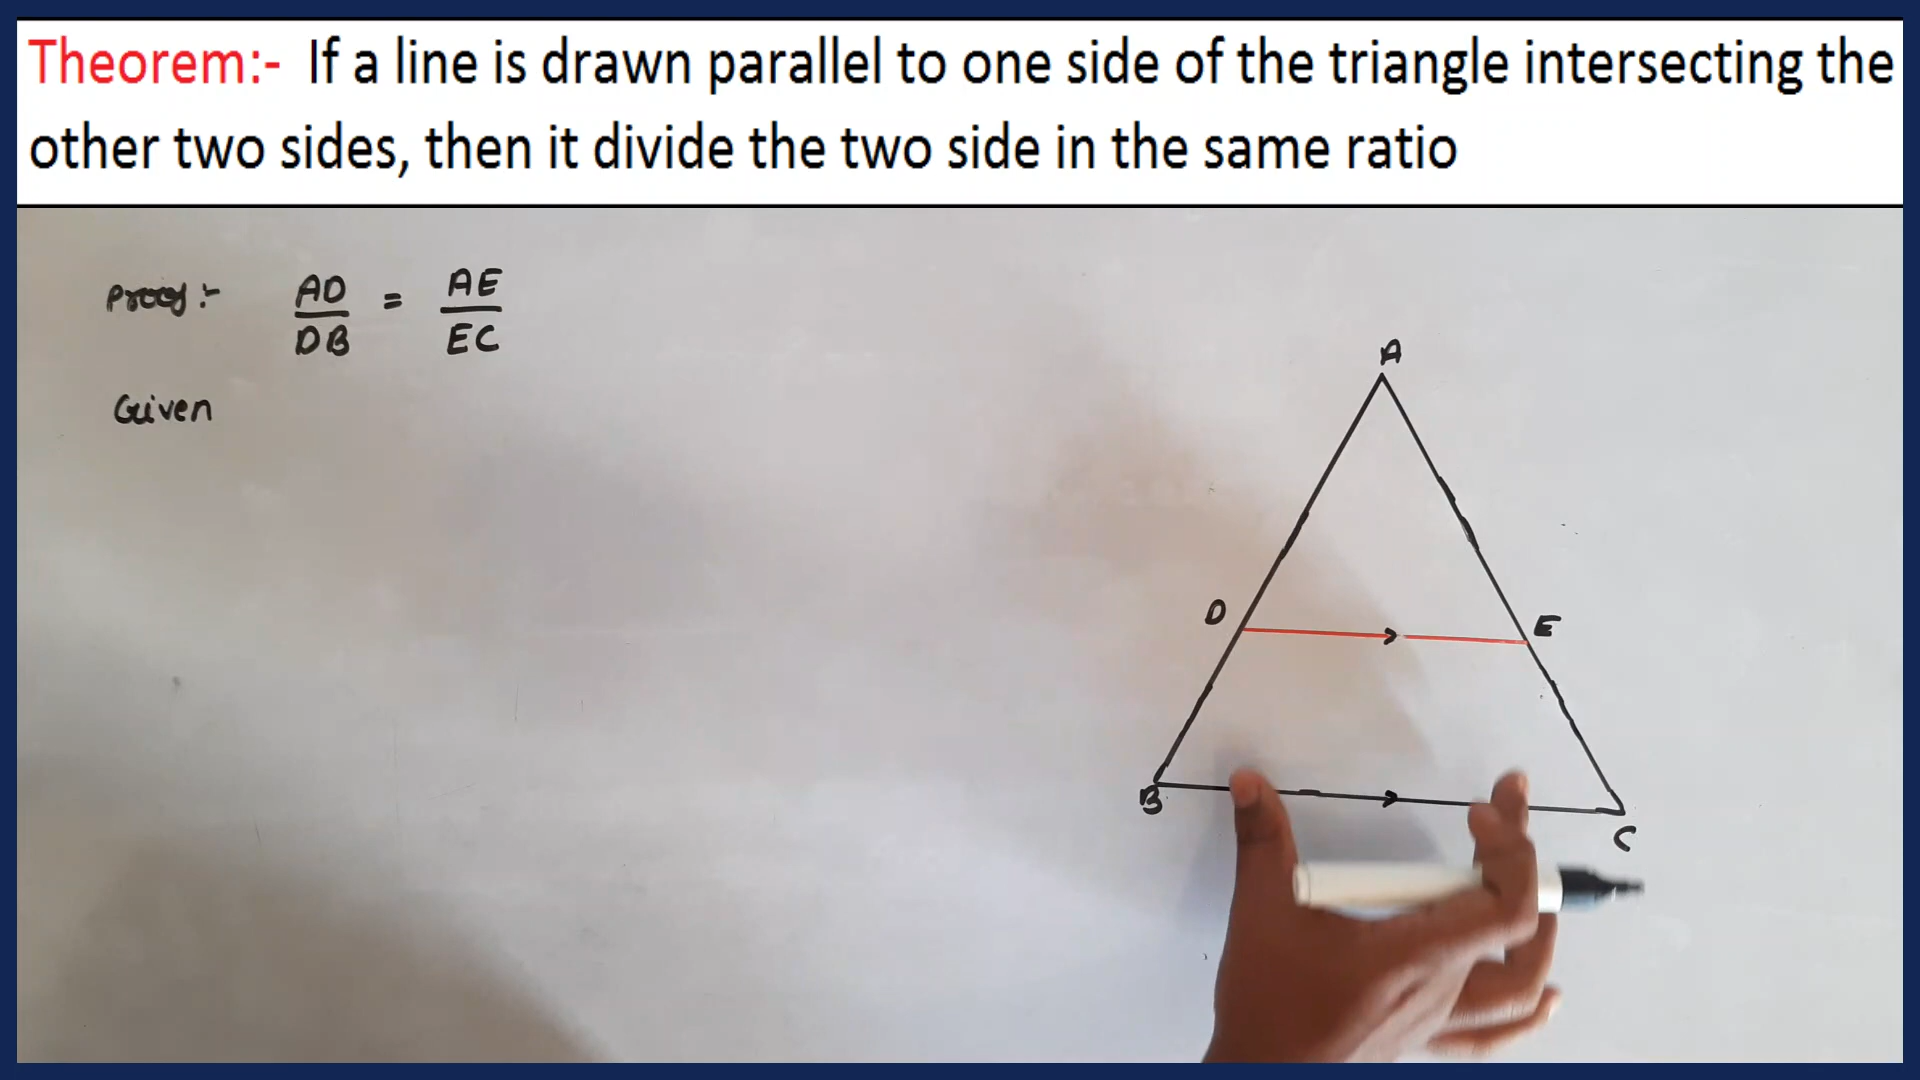 Theorem:- If a line is drawn parallel to one side of the triangle intersecting the
other two sides, then it divide the two side in the same ratio
Proof:- AD/DB = AE/EC
Given
A
D
E
B
C